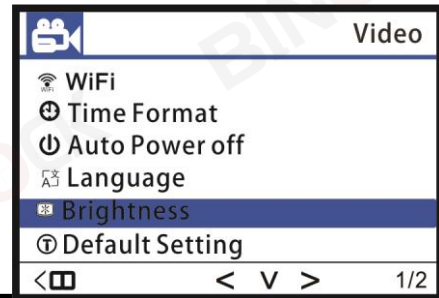 Video
WiFi
Time Format
Auto Power off
Language
Brightness
Default Setting
< V > 1/2